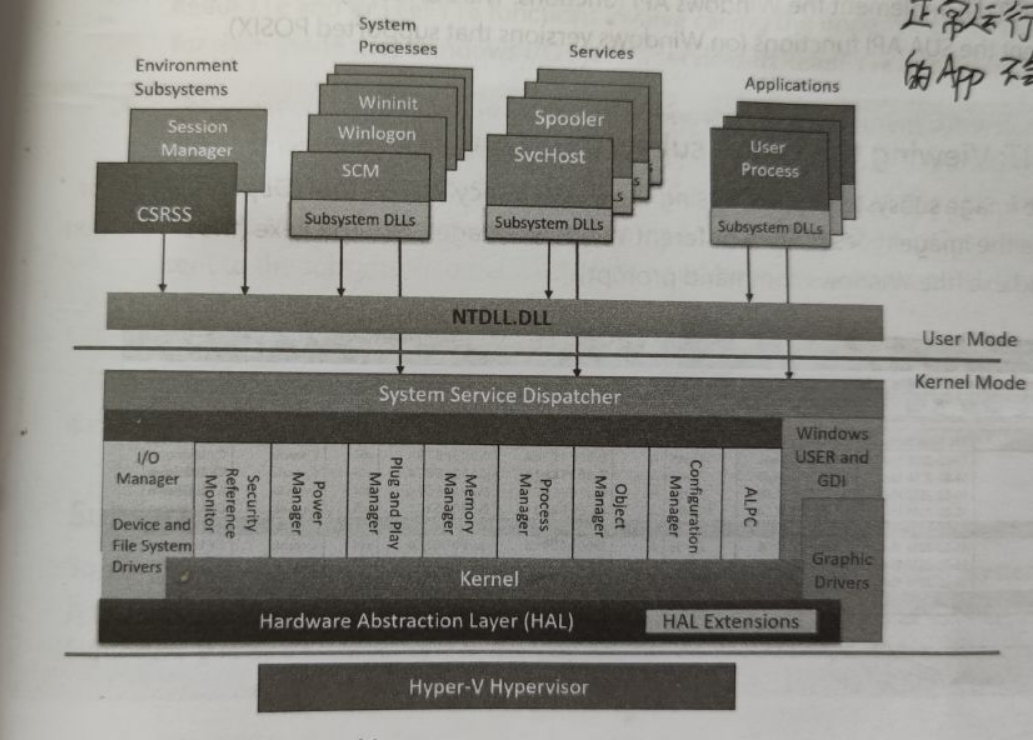 正常运行
的App
System
Processes
Services
Environment
Subsystems
Applications
Session
Manager
CSRSS
Wininit
Winlogon
SCM
Subsystem DLLs
Spooler
SvcHost
Subsystem DLLs
User
Process
Subsystem DLLs
NTDLL.DLL
User Mode
Kernel Mode
System Service Dispatcher
I/O
Manager
Device and
File System
Drivers
Security
Reference
Monitor
Power
Manager
Plug and Play
Manager
Memory
Manager
Process
Manager
Object
Manager
Configuration
Manager
ALPC
Windows
USER and
GDI
Graphic
Drivers
Kernel
Hardware Abstraction Layer (HAL)
HAL Extensions
Hyper-V Hypervisor